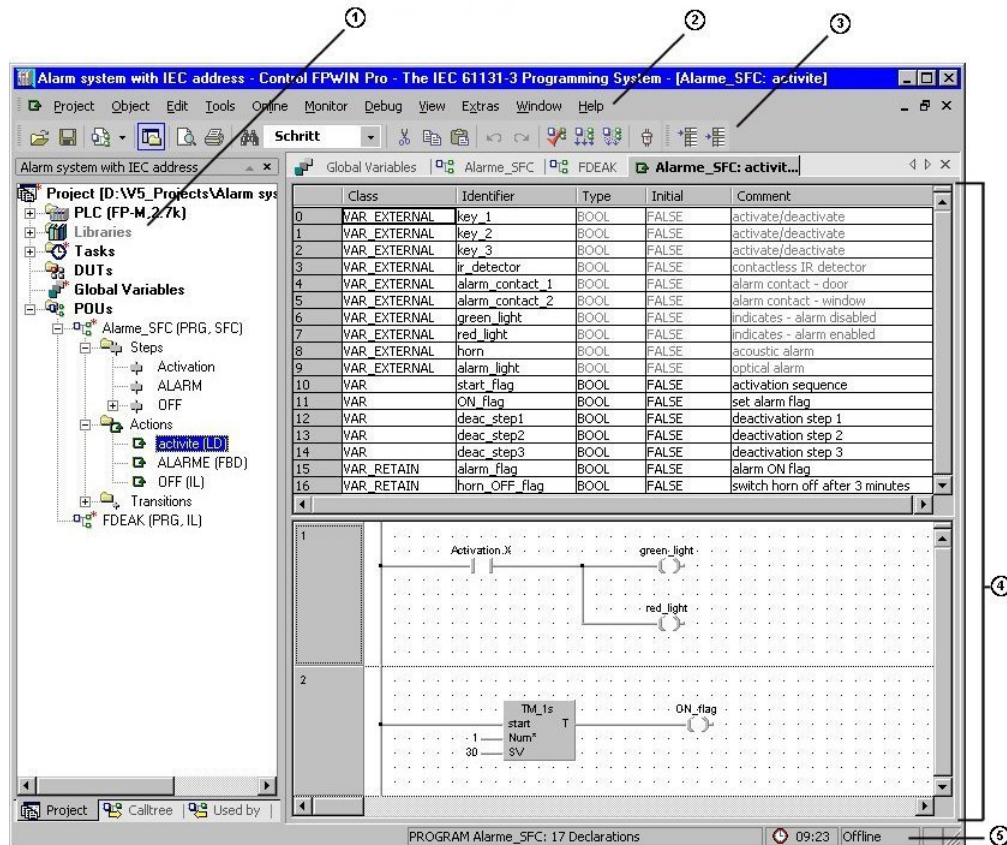 1
2
3
Alarm system with IEC address - Control FPWIN Pro - The IEC 61131-3 Programming System - [Alarme_SFC: activite]
Project Object Edit Tools Online Monitor Debug View Extras Window Help
Schritt
Alarm system with IEC address
Global Variables Alarme_SFC FDEAK Alarme_SFC: activit...
Project [D:\V5_Projects\Alarm sys
PLC (FP-M,2.7k)
Libraries
Tasks
DUTs
Global Variables
POUs
Alarme_SFC (PRG, SFC)
Steps
Activation
ALARM
OFF
Actions
activite (LD)
ALARME (FBD)
OFF (IL)
Transitions
FDEAK (PRG, IL)
Class Identifier Type Initial Comment
0 VAR_EXTERNAL key_1 BOOL FALSE activate/deactivate
1 VAR_EXTERNAL key_2 BOOL FALSE activate/deactivate
2 VAR_EXTERNAL key_3 BOOL FALSE activate/deactivate
3 VAR_EXTERNAL ir_detector BOOL FALSE contactless IR detector
4 VAR_EXTERNAL alarm_contact_1 BOOL FALSE alarm contact - door
5 VAR_EXTERNAL alarm_contact_2 BOOL FALSE alarm contact - window
6 VAR_EXTERNAL green_light BOOL FALSE indicates - alarm disabled
7 VAR_EXTERNAL red_light BOOL FALSE indicates - alarm enabled
8 VAR_EXTERNAL horn BOOL FALSE acoustic alarm
9 VAR_EXTERNAL alarm_light BOOL FALSE optical alarm
10 VAR start_flag BOOL FALSE activation sequence
11 VAR ON_flag BOOL FALSE set alarm flag
12 VAR deac_step1 BOOL FALSE deactivation step 1
13 VAR deac_step2 BOOL FALSE deactivation step 2
14 VAR deac_step3 BOOL FALSE deactivation step 3
15 VAR_RETAIN alarm_flag BOOL FALSE alarm ON flag
16 VAR_RETAIN horn_OFF_flag BOOL FALSE switch horn off after 3 minutes
1
Activation.X green_light
red_light
4
2
TM_1s ON_flag
start T
1 Num*
30 SV
Project Calltree Used by
PROGRAM Alarme_SFC: 17 Declarations 09:23 Offline
5